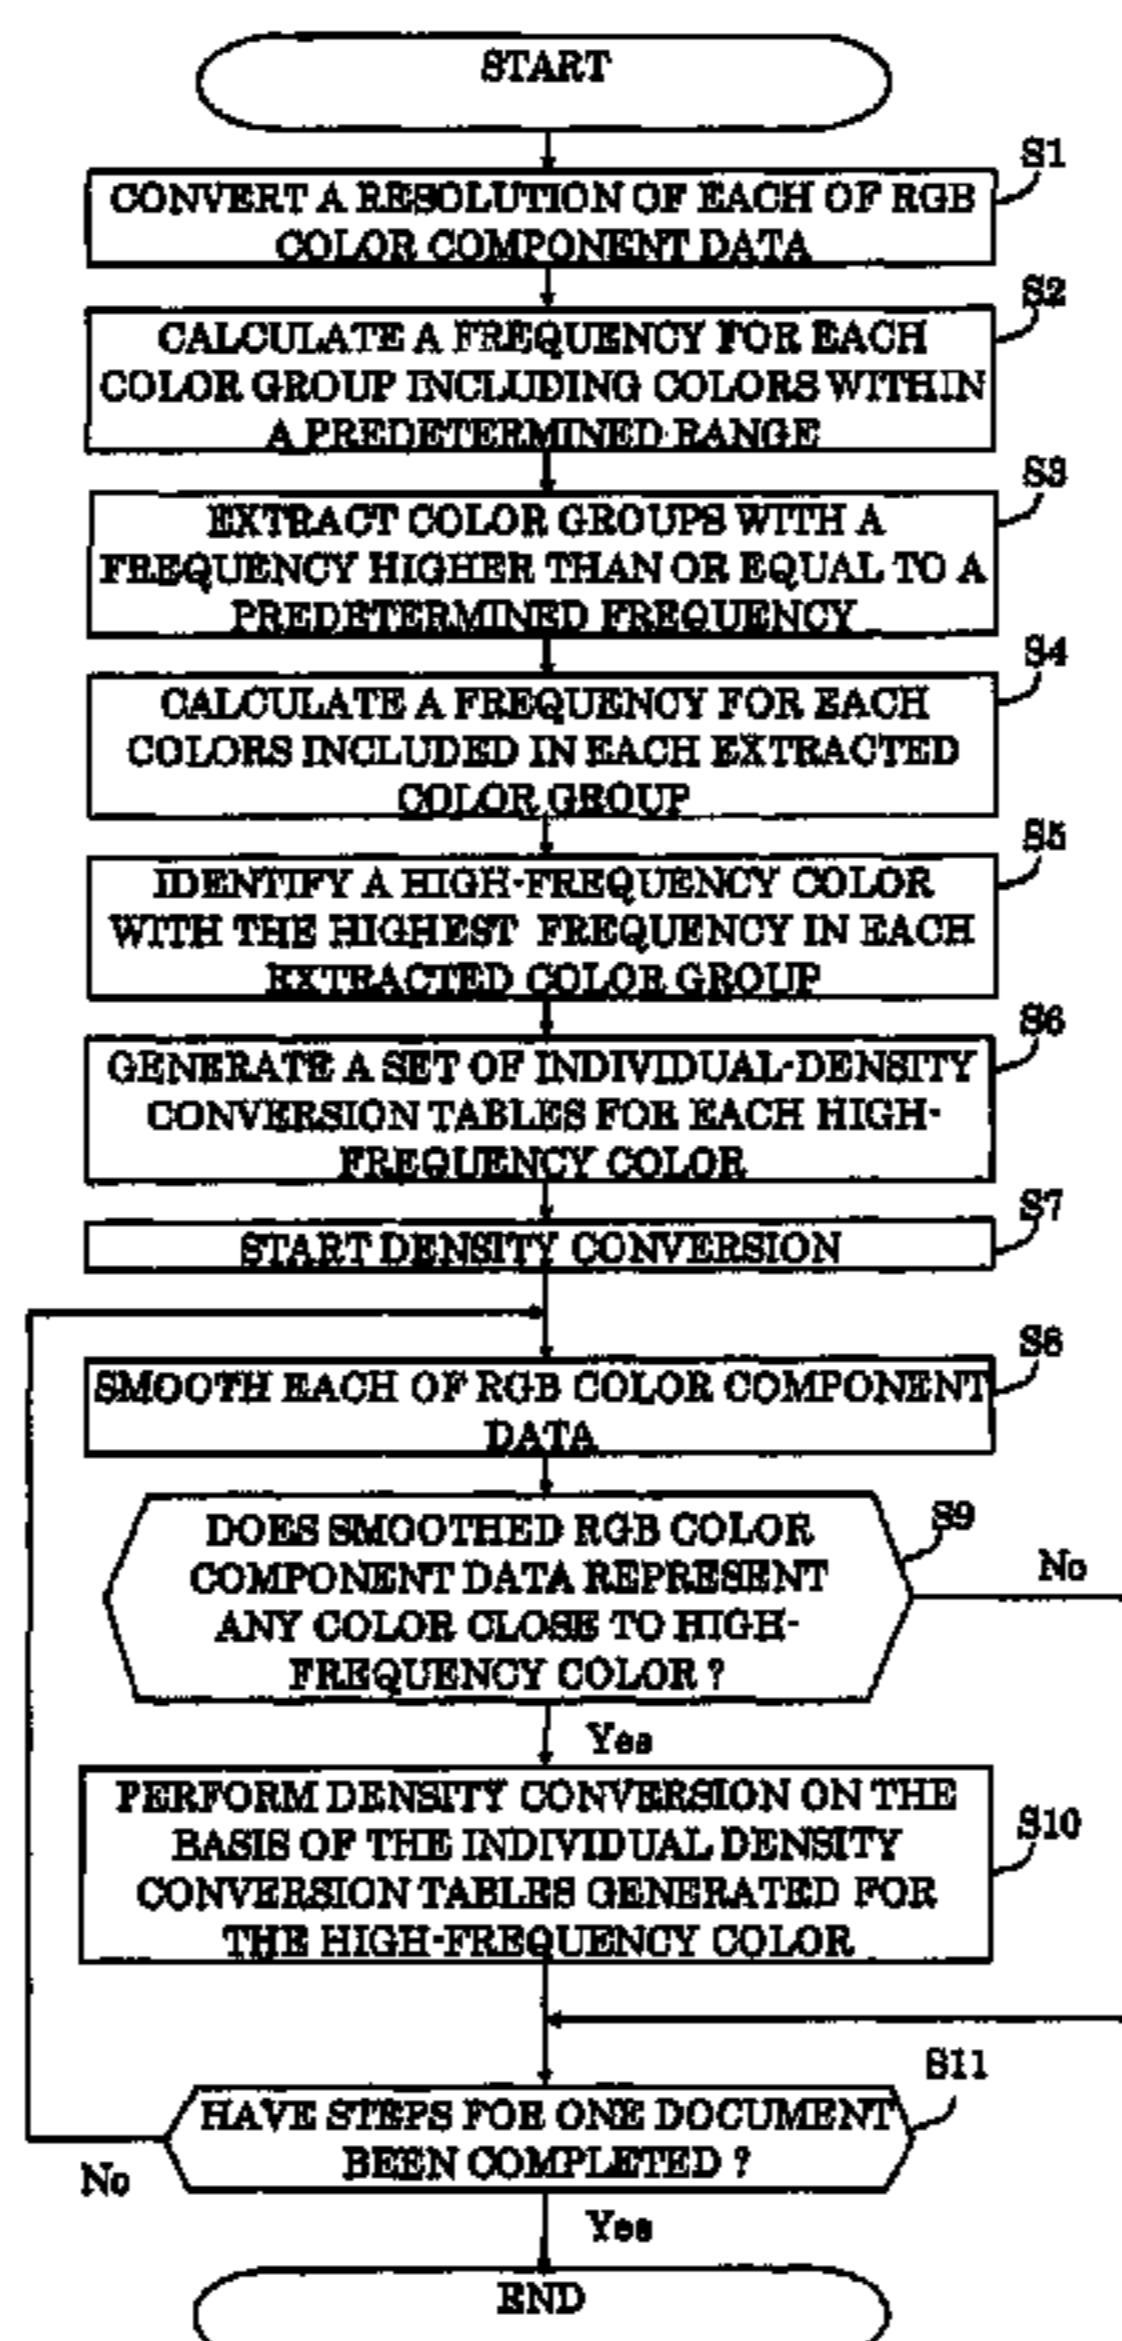 START
S1
CONVERT A RESOLUTION OF EACH OF RGB
COLOR COMPONENT DATA
S2
CALCULATE A FREQUENCY FOR EACH
COLOR GROUP INCLUDING COLORS WITHIN
A PREDETERMINED RANGE
S3
EXTRACT COLOR GROUPS WITH A
FREQUENCY HIGHER THAN OR EQUAL TO A
PREDETERMINED FREQUENCY
S4
CALCULATE A FREQUENCY FOR EACH
COLORS INCLUDED IN EACH EXTRACTED
COLOR GROUP
S5
IDENTIFY A HIGH-FREQUENCY COLOR
WITH THE HIGHEST FREQUENCY IN EACH
EXTRACTED COLOR GROUP
S6
GENERATE A SET OF INDIVIDUAL-DENSITY
CONVERSION TABLES FOR EACH HIGH-
FREQUENCY COLOR
S7
START DENSITY CONVERSION
S8
SMOOTH EACH OF RGB COLOR COMPONENT
DATA
S9
DOES SMOOTHED RGB COLOR
COMPONENT DATA REPRESENT
ANY COLOR CLOSE TO HIGH-
FREQUENCY COLOR ?
No
Yes
S10
PERFORM DENSITY CONVERSION ON THE
BASIS OF THE INDIVIDUAL DENSITY
CONVERSION TABLES GENERATED FOR
THE HIGH-FREQUENCY COLOR
S11
HAVE STEPS FOR ONE DOCUMENT
BEEN COMPLETED ?
No
Yes
END